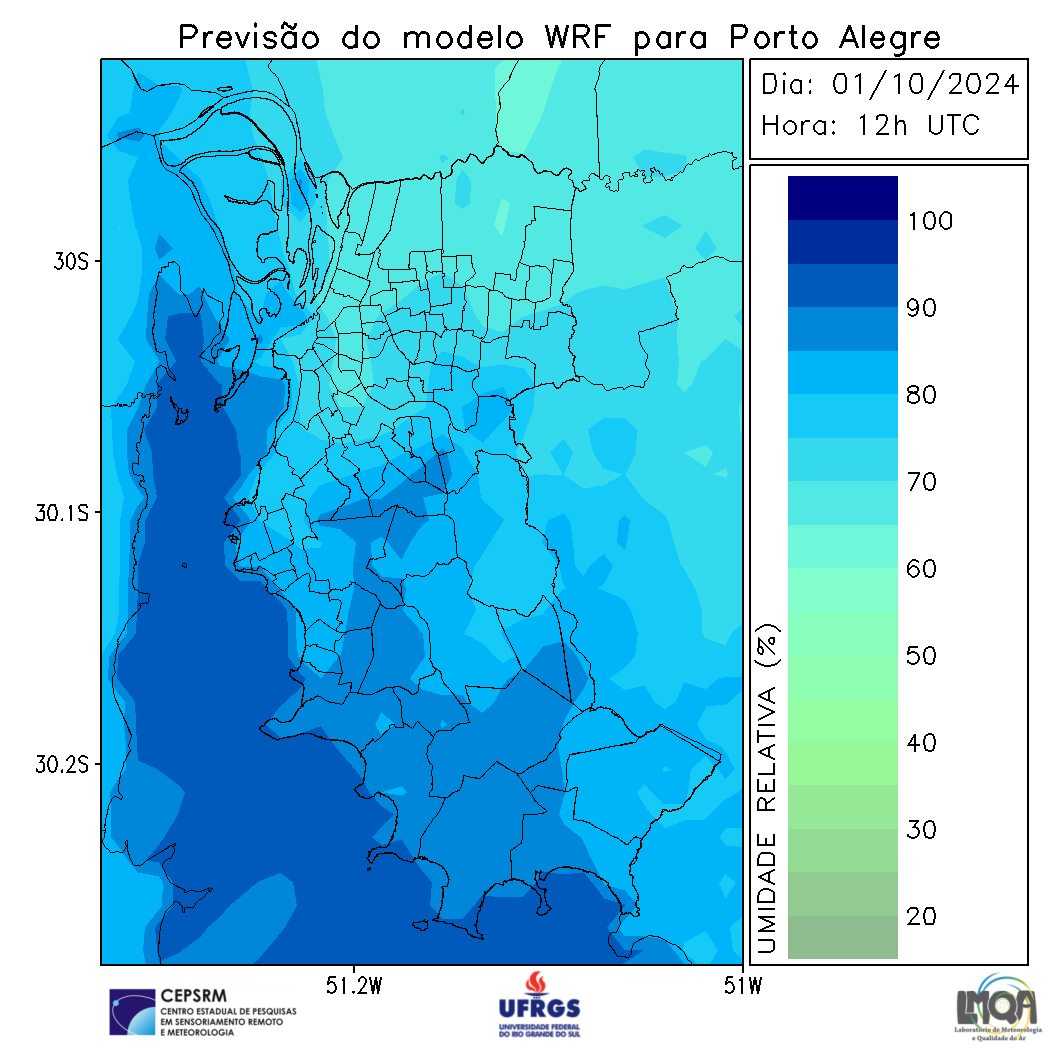 Previsão do modelo WRF para Porto Alegre
Dia: 01/10/2024
Hora: 12h UTC
30S
30.1S
30.2S
51.2W
51W
100
90
80
70
60
50
40
30
20
UMIDADE RELATIVA (%)
CEPSRM
CENTRO ESTADUAL DE PESQUISAS
EM SENSORIAMENTO REMOTO
E METEOROLOGIA
UFRGS
UNIVERSIDADE FEDERAL
DO RIO GRANDE DO SUL
LMQA
Laboratório de Meteorologia
e Qualidade do Ar